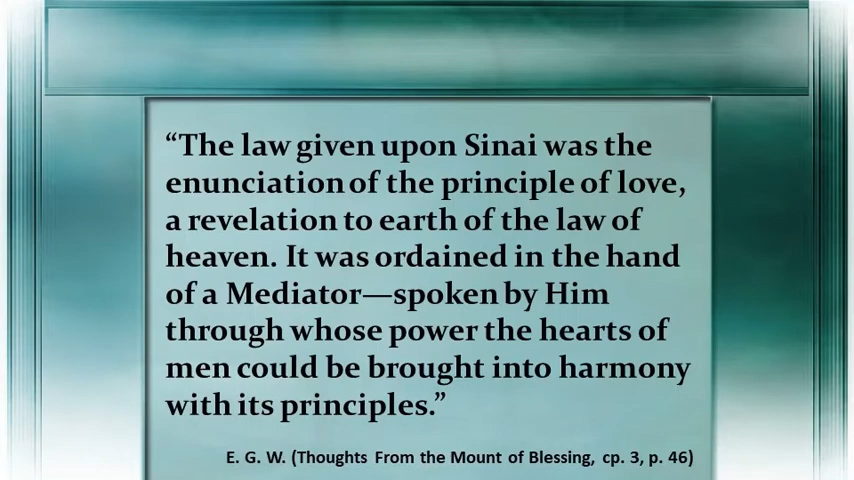 “The law given upon Sinai was the
enunciation of the principle of love,
a revelation to earth of the law of
heaven. It was ordained in the hand
of a Mediator—spoken by Him
through whose power the hearts of
men could be brought into harmony
with its principles.”
E. G. W. (Thoughts From the Mount of Blessing, cp. 3, p. 46)